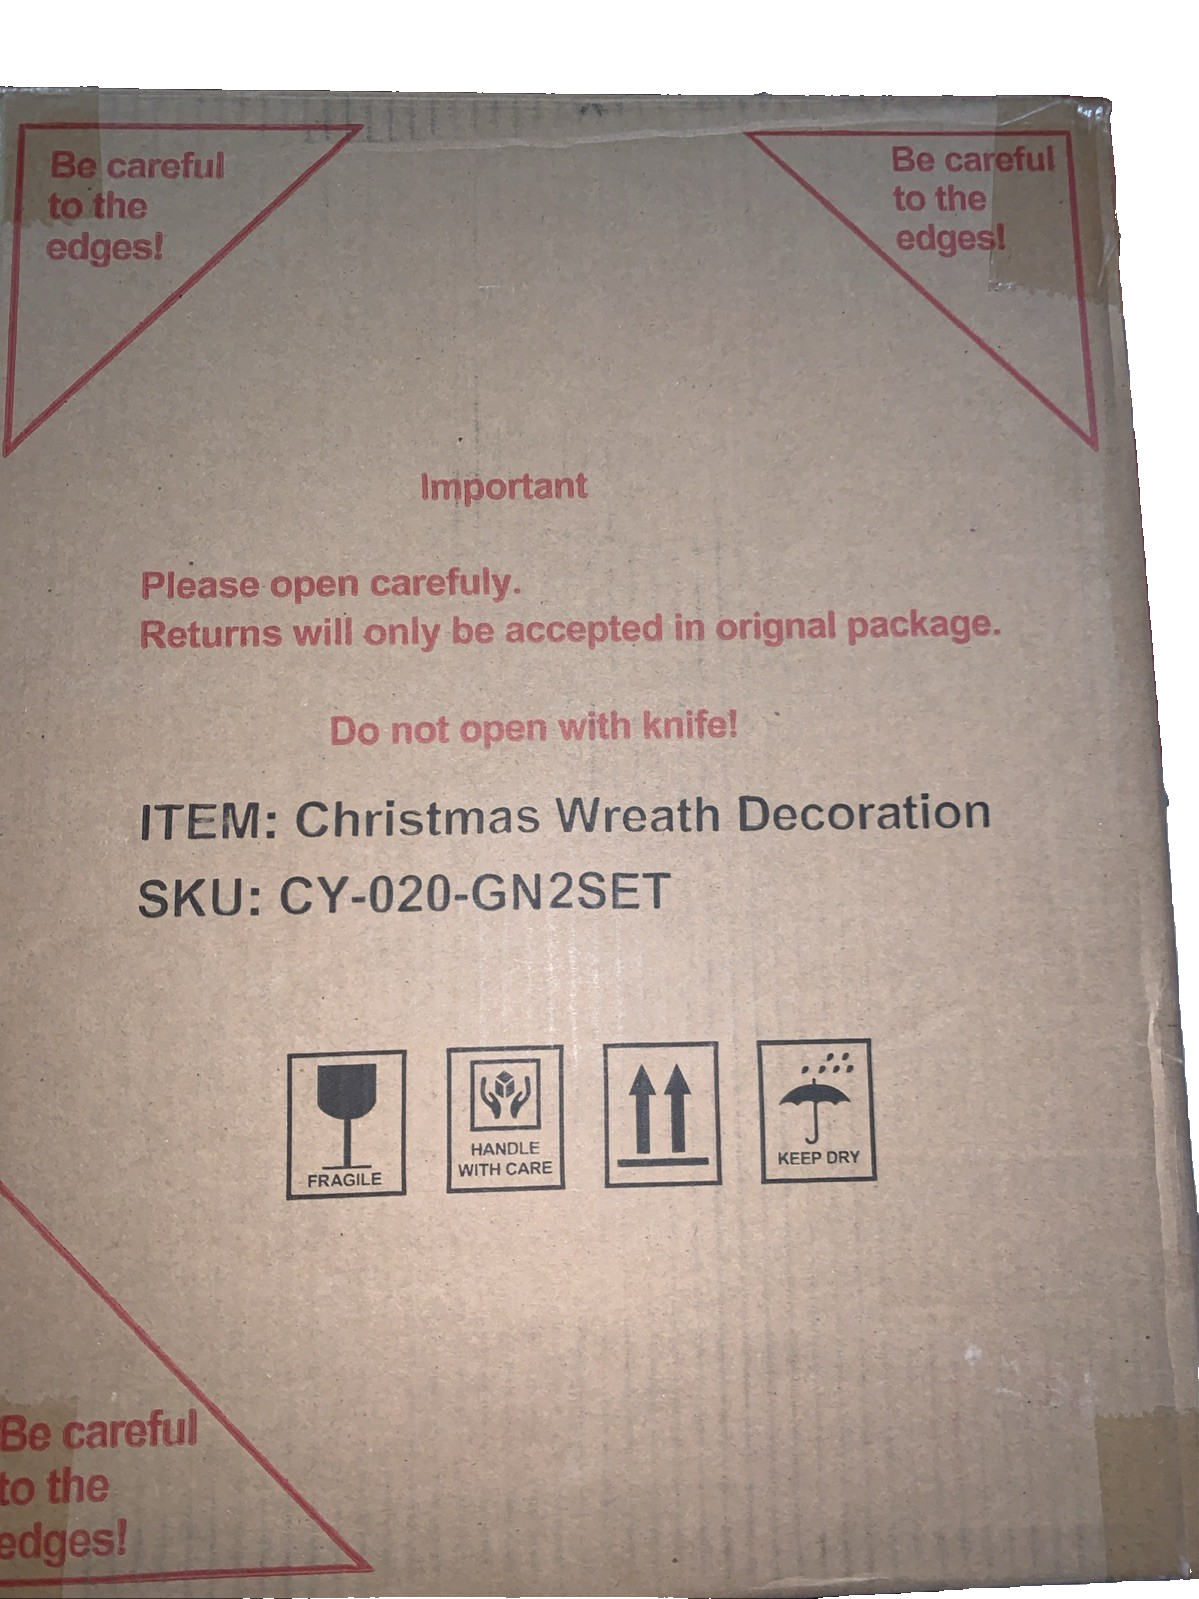 Be careful
to the
edges!
Be careful
to the
edges!
Important
Please open carefuly.
Returns will only be accepted in orignal package.
Do not open with knife!
ITEM: Christmas Wreath Decoration
SKU: CY-020-GN2SET
FRAGILE
HANDLE
WITH CARE
KEEP DRY
Be careful
to the
edges!